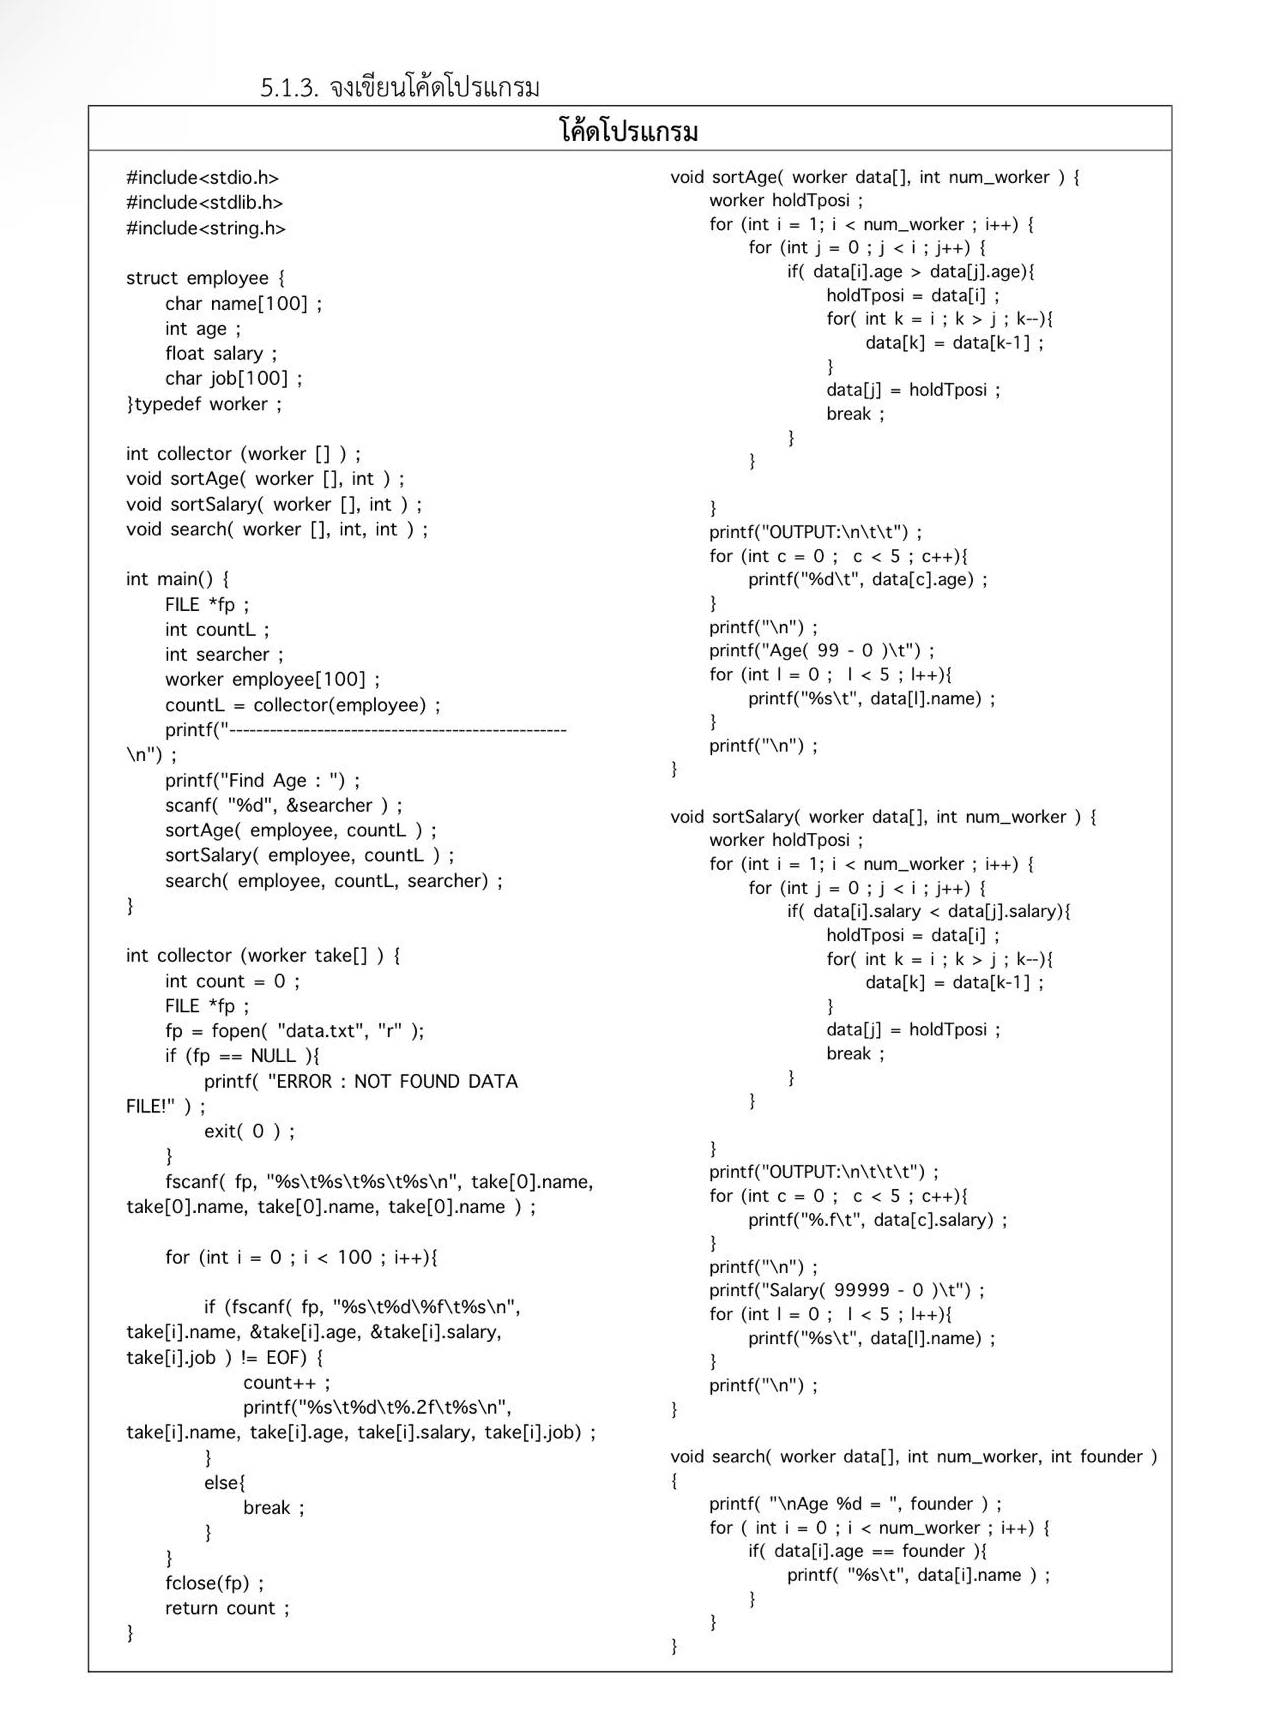 5.1.3. จงเขียนโค้ดโปรแกรม
โค้ดโปรแกรม
#include<stdio.h>
#include<stdlib.h>
#include<string.h>
struct employee {
char name[100] ;
int age ;
float salary ;
char job[100] ;
}typedef worker ;
int collector (worker [] ) ;
void sortAge( worker [], int ) ;
void sortSalary( worker [], int ) ;
void search( worker [], int, int ) ;
int main() {
FILE *fp ;
int countL ;
int searcher ;
worker employee[100] ;
countL = collector(employee) ;
printf("--------------------------------------------------
\n") ;
printf("Find Age : ") ;
scanf( "%d", &searcher ) ;
sortAge( employee, countL ) ;
sortSalary( employee, countL ) ;
search( employee, countL, searcher) ;
}
int collector (worker take[] ) {
int count = 0 ;
FILE *fp ;
fp = fopen( "data.txt", "r" );
if (fp == NULL ){
printf( "ERROR : NOT FOUND DATA
FILE!" ) ;
exit( 0 ) ;
}
fscanf( fp, "%s\t%s\t%s\t%s\n", take[0].name,
take[0].name, take[0].name, take[0].name ) ;
for (int i = 0 ; i < 100 ; i++){
if (fscanf( fp, "%s\t%d\%f\t%s\n",
take[i].name, &take[i].age, &take[i].salary,
take[i].job ) != EOF) {
count++ ;
printf("%s\t%d\t%.2f\t%s\n",
take[i].name, take[i].age, take[i].salary, take[i].job) ;
}
else{
break ;
}
}
fclose(fp) ;
return count ;
}
void sortAge( worker data[], int num_worker ) {
worker holdTposi ;
for (int i = 1; i < num_worker ; i++) {
for (int j = 0 ; j < i ; j++) {
if( data[i].age > data[j].age){
holdTposi = data[i] ;
for( int k = i ; k > j ; k--){
data[k] = data[k-1] ;
}
data[j] = holdTposi ;
break ;
}
}
}
printf("OUTPUT:\n\t\t") ;
for (int c = 0 ;  c < 5 ; c++){
printf("%d\t", data[c].age) ;
}
printf("\n") ;
printf("Age( 99 - 0 )\t") ;
for (int l = 0 ;  l < 5 ; l++){
printf("%s\t", data[l].name) ;
}
printf("\n") ;
}
void sortSalary( worker data[], int num_worker ) {
worker holdTposi ;
for (int i = 1; i < num_worker ; i++) {
for (int j = 0 ; j < i ; j++) {
if( data[i].salary < data[j].salary){
holdTposi = data[i] ;
for( int k = i ; k > j ; k--){
data[k] = data[k-1] ;
}
data[j] = holdTposi ;
break ;
}
}
}
printf("OUTPUT:\n\t\t\t") ;
for (int c = 0 ;  c < 5 ; c++){
printf("%.f\t", data[c].salary) ;
}
printf("\n") ;
printf("Salary( 99999 - 0 )\t") ;
for (int l = 0 ;  l < 5 ; l++){
printf("%s\t", data[l].name) ;
}
printf("\n") ;
}
void search( worker data[], int num_worker, int founder )
{
printf( "\nAge %d = ", founder ) ;
for ( int i = 0 ; i < num_worker ; i++) {
if( data[i].age == founder ){
printf( "%s\t", data[i].name ) ;
}
}
}